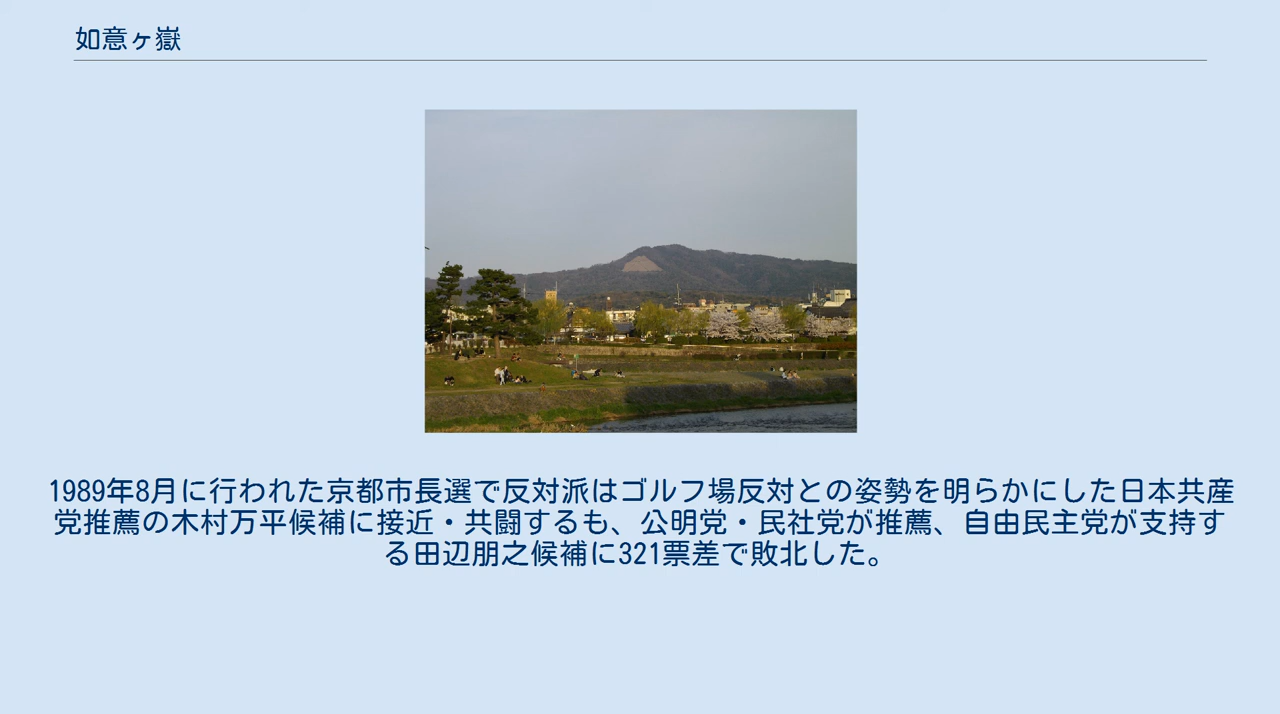 如意ヶ嶽
1989年8月に行われた京都市長選で反対派はゴルフ場反対との姿勢を明らかにした日本共産
党推薦の木村万平候補に接近・共闘するも、公明党・民社党が推薦、自由民主党が支持す
る田辺朋之候補に321票差で敗北した。